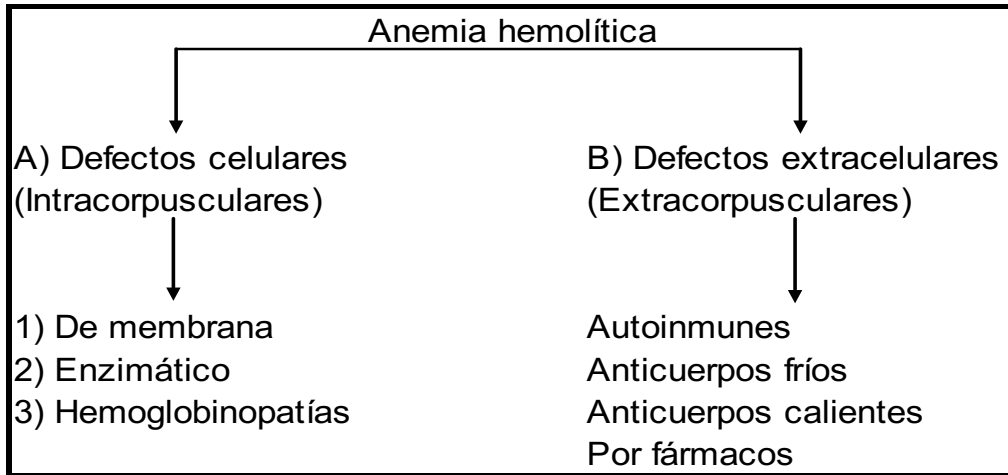 Anemia hemolítica
A) Defectos celulares
(Intracorpusculares)
1) De membrana
2) Enzimático
3) Hemoglobinopatías
B) Defectos extracelulares
(Extracorpusculares)
Autoinmunes
Anticuerpos fríos
Anticuerpos calientes
Por fármacos